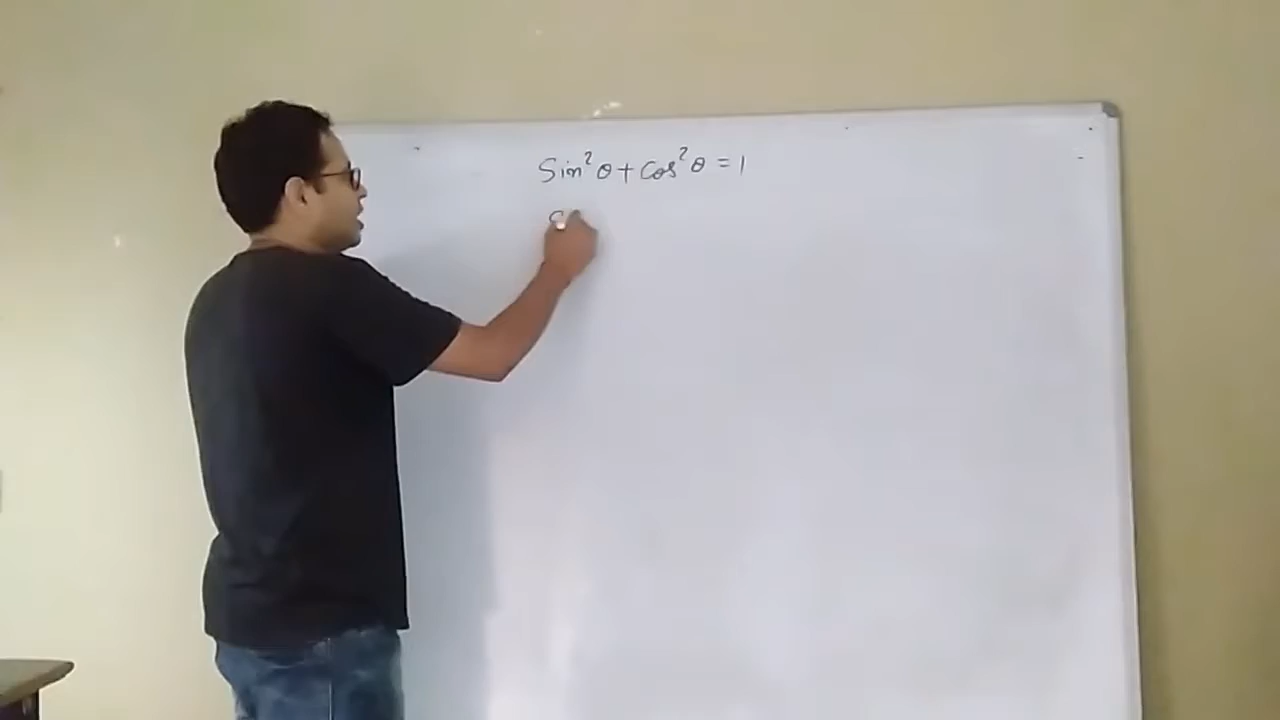 Sin²θ + Cos²θ = 1